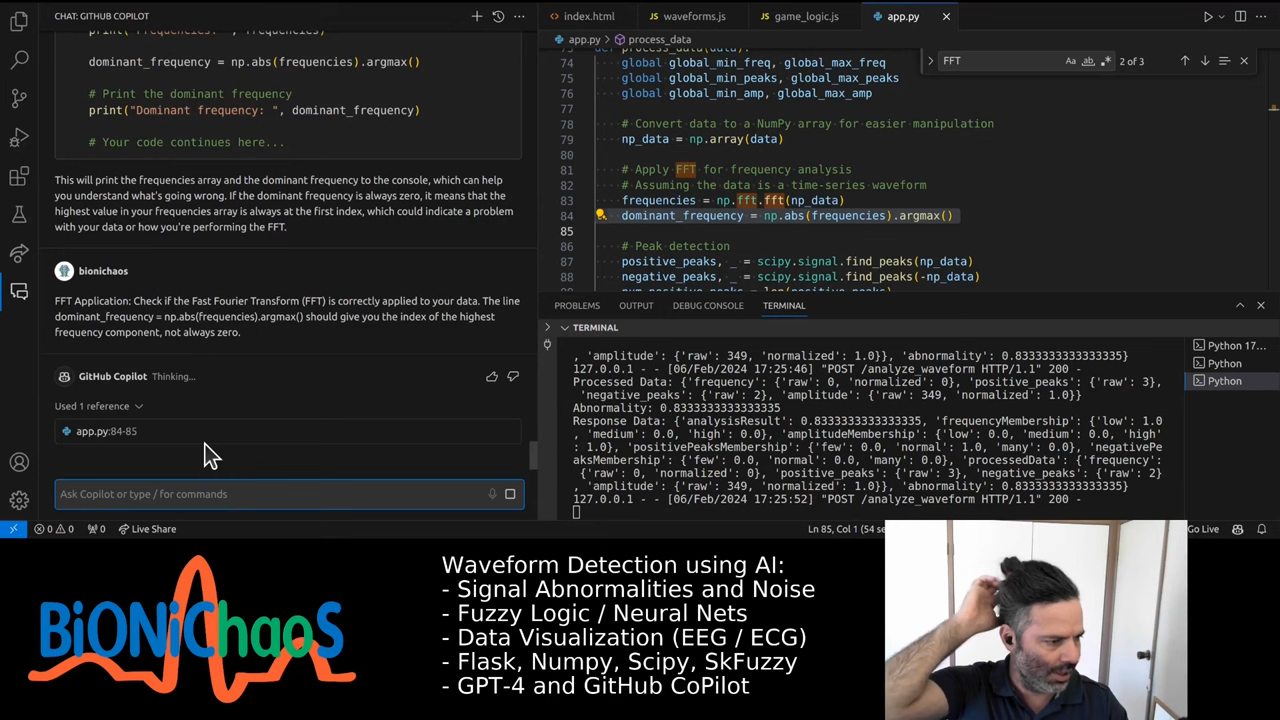 CHAT: GITHUB COPILOT
dominant_frequency = np.abs(frequencies).argmax()
# Print the dominant frequency
print("Dominant frequency: ", dominant_frequency)
# Your code continues here...
This will print the frequencies array and the dominant frequency to the console, which can help
you understand what's going wrong. If the dominant frequency is always zero, it means that the
highest value in your frequencies array is always at the first index, which could indicate a problem
with your data or how you're performing the FFT.
bionichaos
FFT Application: Check if the Fast Fourier Transform (FFT) is correctly applied to your data. The line
dominant_frequency = np.abs(frequencies).argmax() should give you the index of the highest
frequency component, not always zero.
GitHub Copilot Thinking...
Used 1 reference
app.py:84-85
Ask Copilot or type / for commands
index.html
waveforms.js
game_logic.js
app.py
app.py
process_data
FFT
2 of 3
74 global global_min_freq, global_max_freq
75 global global_min_peaks, global_max_peaks
76 global global_min_amp, global_max_amp
77
78 # Convert data to a NumPy array for easier manipulation
79 np_data = np.array(data)
80
81 # Apply FFT for frequency analysis
82 # Assuming the data is a time-series waveform
83 frequencies = np.fft.fft(np_data)
84 dominant_frequency = np.abs(frequencies).argmax()
85
86 # Peak detection
87 positive_peaks, _ = scipy.signal.find_peaks(np_data)
88 negative_peaks, _ = scipy.signal.find_peaks(-np_data)
PROBLEMS OUTPUT DEBUG CONSOLE TERMINAL
TERMINAL
, 'amplitude': {'raw': 349, 'normalized': 1.0}}, 'abnormality': 0.8333333333333335}
127.0.0.1 - - [06/Feb/2024 17:25:46] "POST /analyze_waveform HTTP/1.1" 200 -
Processed Data: {'frequency': {'raw': 0, 'normalized': 0}, 'positive_peaks': {'raw': 3},
'negative_peaks': {'raw': 2}, 'amplitude': {'raw': 349, 'normalized': 1.0}}
Abnormality: 0.8333333333333335
Response Data: {'analysisResult': 0.8333333333333335, 'frequencyMembership': {'low': 1.0
, 'medium': 0.0, 'high': 0.0}, 'amplitudeMembership': {'low': 0.0, 'medium': 0.0, 'high'
: 1.0}, 'positivePeaksMembership': {'few': 0.0, 'normal': 1.0, 'many': 0.0}, 'negativePe
aksMembership': {'few': 0.0, 'normal': 0.0, 'many': 0.0}, 'processedData': {'frequency':
{'raw': 0, 'normalized': 0}, 'positive_peaks': {'raw': 3}, 'negative_peaks': {'raw': 2}
, 'amplitude': {'raw': 349, 'normalized': 1.0}}, 'abnormality': 0.8333333333333335}
127.0.0.1 - - [06/Feb/2024 17:25:52] "POST /analyze_waveform HTTP/1.1" 200 -
Python 17...
Python
Python
0 0 0 Live Share
Ln 85, Col 1 (54 se
Go Live
BiONiChaoS
Waveform Detection using AI:
- Signal Abnormalities and Noise
- Fuzzy Logic / Neural Nets
- Data Visualization (EEG / ECG)
- Flask, Numpy, Scipy, SkFuzzy
- GPT-4 and GitHub CoPilot